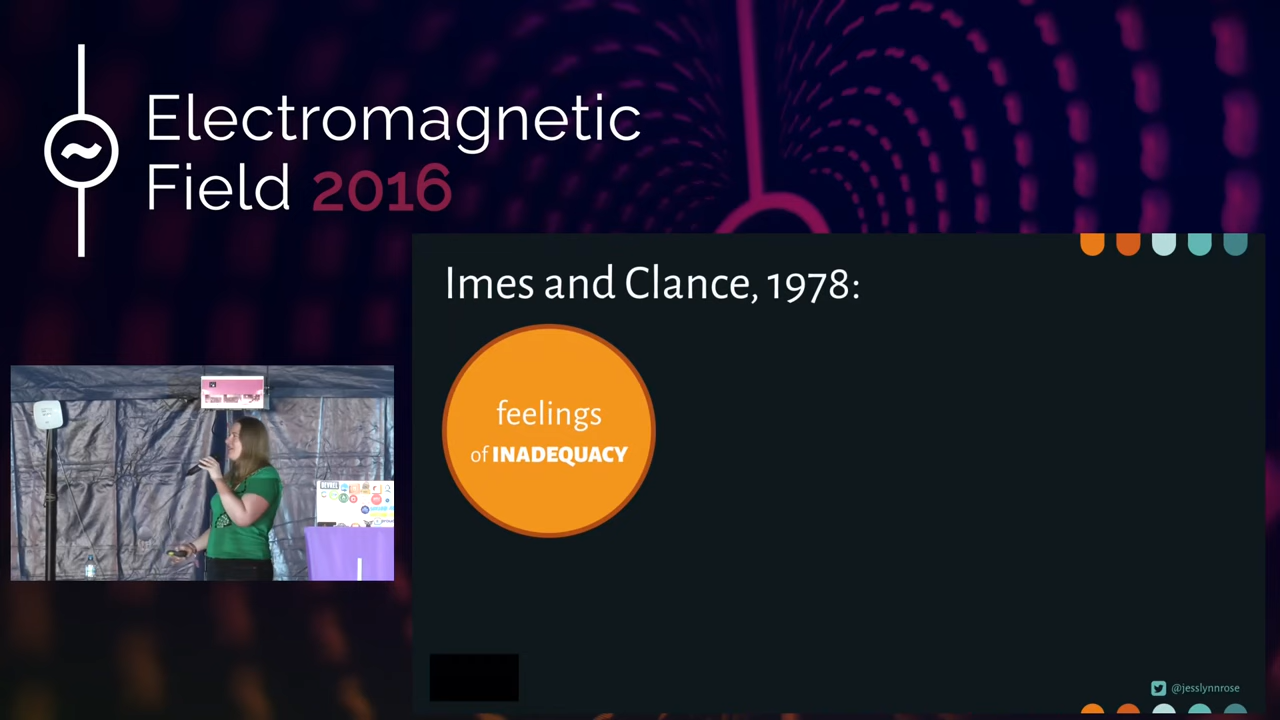 Electromagnetic
Field 2016
Imes and Clance, 1978:
feelings
of INADEQUACY
@jesslynnrose